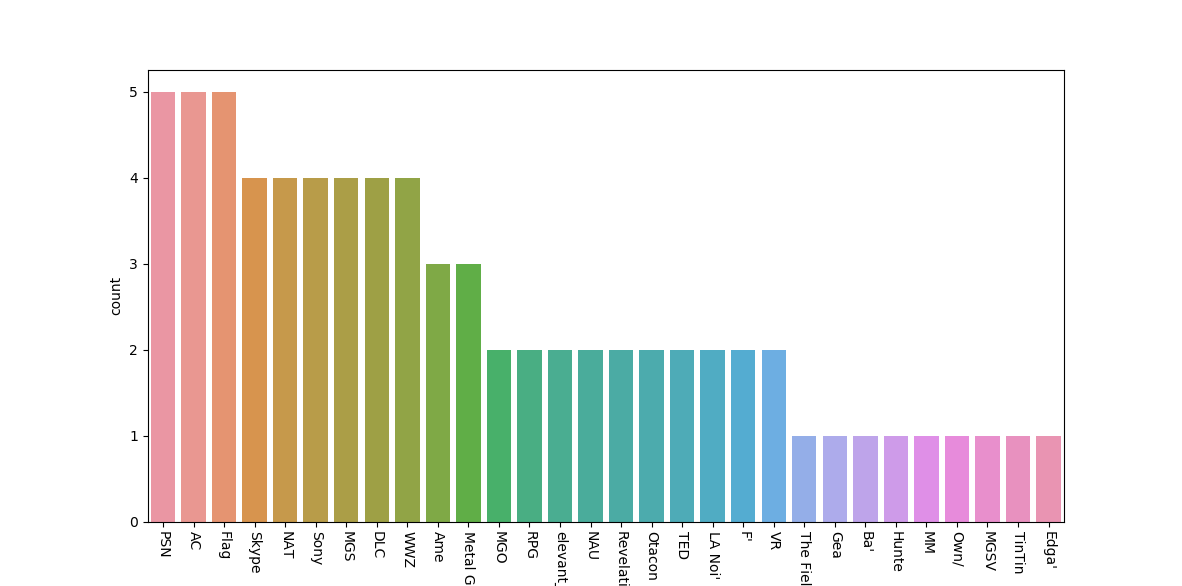 5
4
3
2
1
0
count
PSN
AC
Flag
Skype
NAT
Sony
MGS
DLC
WWZ
Ame
Metal G
MGO
RPG
elevant_
NAU
Revelati
Otacon
TED
LA Noi'
F'
VR
The Fiel
Gea
Ba'
Hunte
MM
Own/
MGSV
TinTin
Edga'